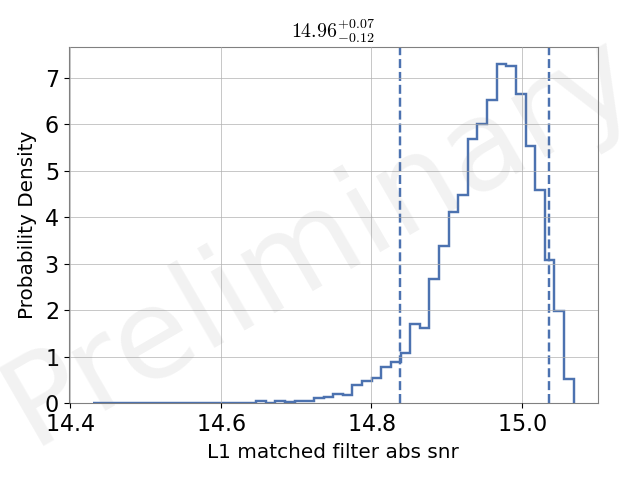 14.96+0.07−0.12
Probability Density
7
6
5
4
3
2
1
0
14.4 14.6 14.8 15.0
L1 matched filter abs snr
Preliminary